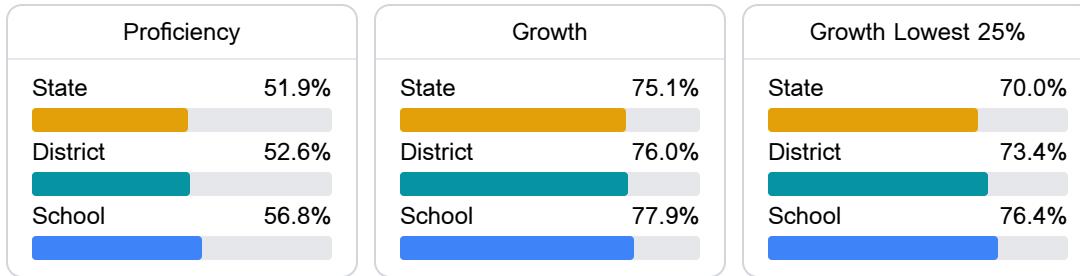 Proficiency
State 51.9%
District 52.6%
School 56.8%
Growth
State 75.1%
District 76.0%
School 77.9%
Growth Lowest 25%
State 70.0%
District 73.4%
School 76.4%